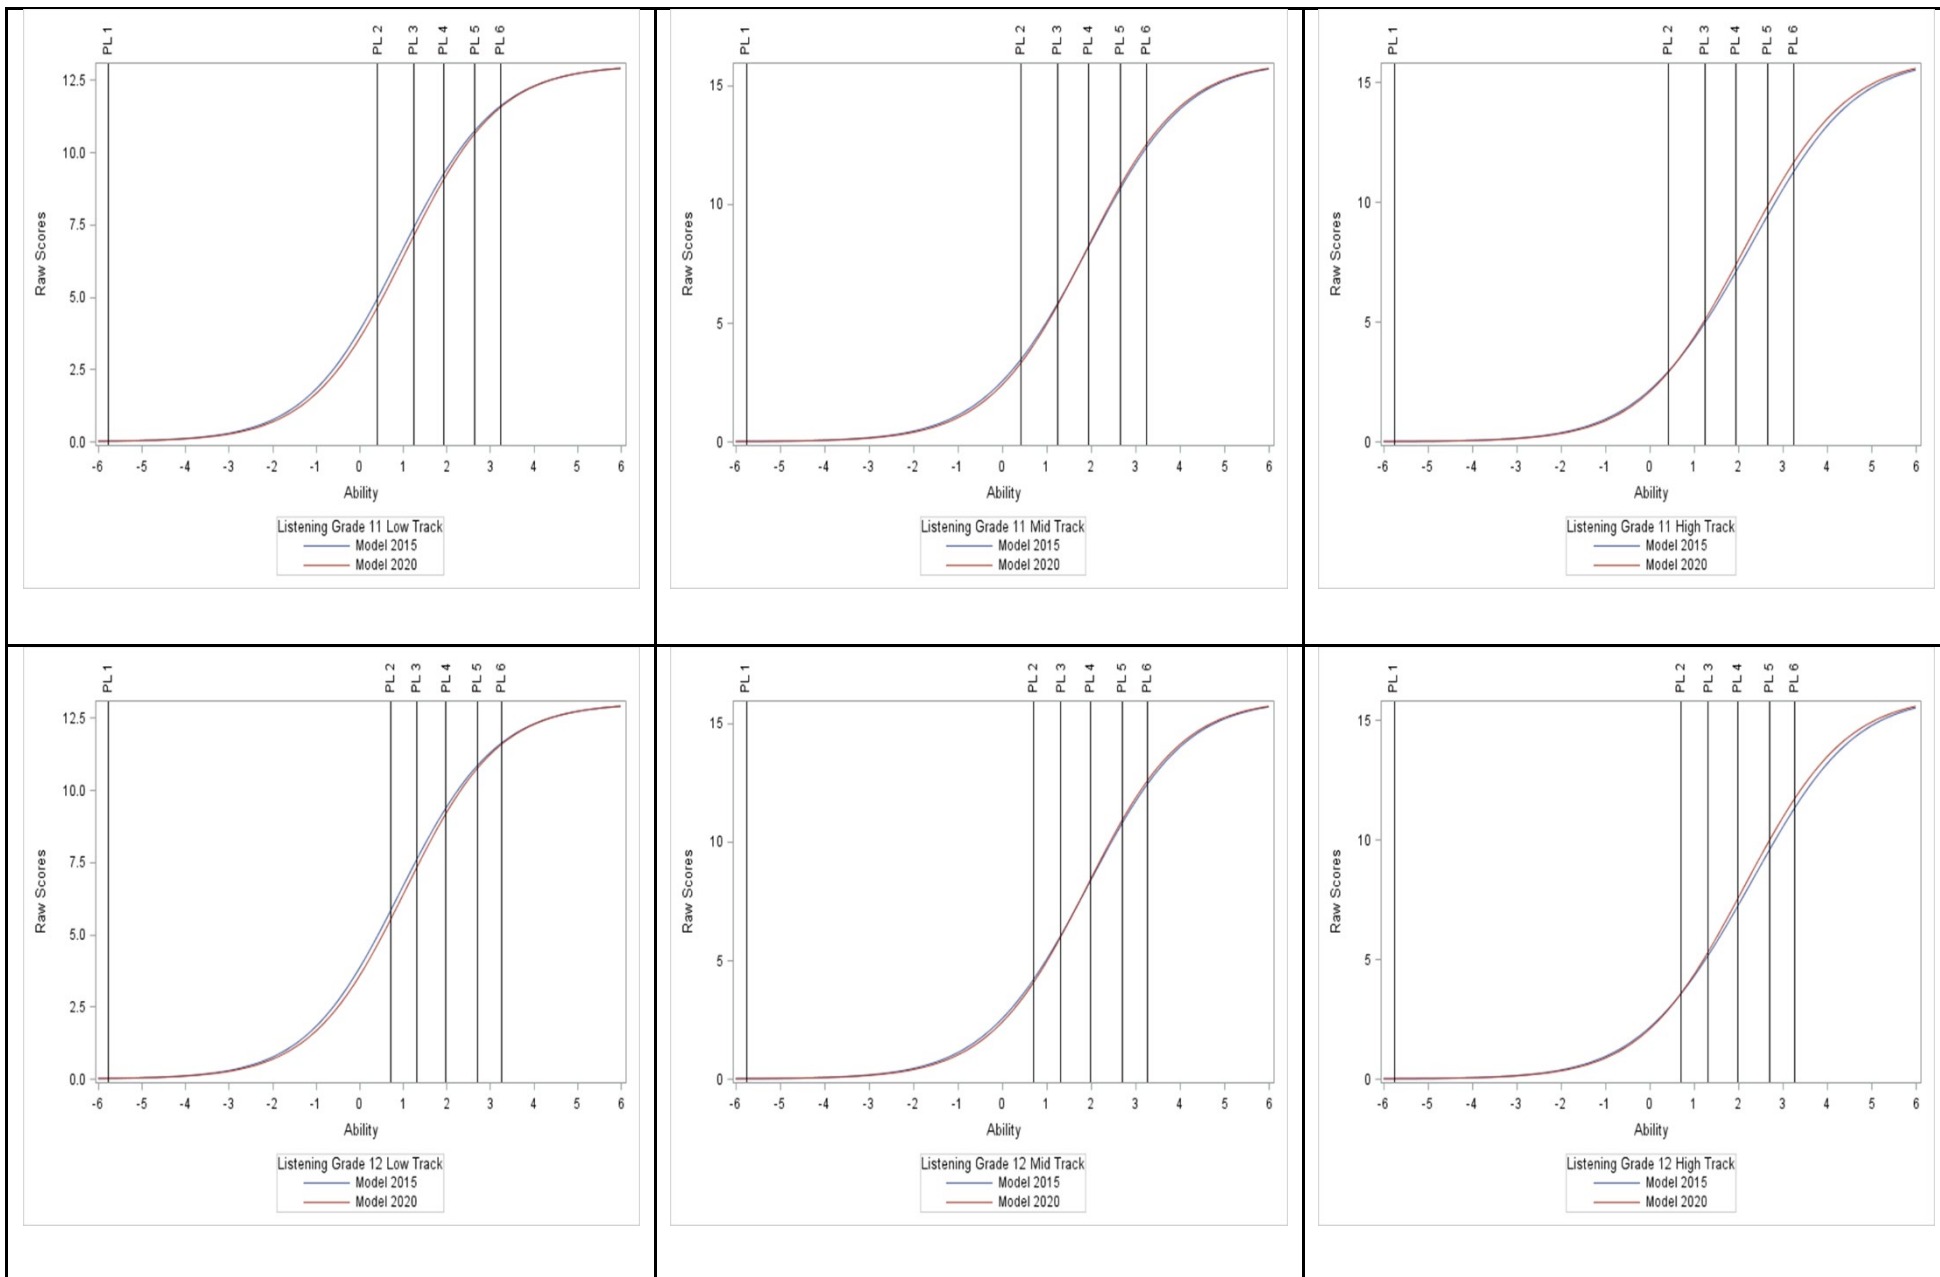 PL 1
PL 2
PL 3
PL 4
PL 5
PL 6
12.5
10.0
7.5
5.0
2.5
0.0
Raw Scores
-6 -5 -4 -3 -2 -1 0 1 2 3 4 5 6
Ability
Listening Grade 11 Low Track
Model 2015
Model 2020
PL 1
PL 2
PL 3
PL 4
PL 5
PL 6
15
10
5
0
Raw Scores
-6 -5 -4 -3 -2 -1 0 1 2 3 4 5 6
Ability
Listening Grade 11 Mid Track
Model 2015
Model 2020
PL 1
PL 2
PL 3
PL 4
PL 5
PL 6
15
10
5
0
Raw Scores
-6 -5 -4 -3 -2 -1 0 1 2 3 4 5 6
Ability
Listening Grade 11 High Track
Model 2015
Model 2020
PL 1
PL 2
PL 3
PL 4
PL 5
PL 6
12.5
10.0
7.5
5.0
2.5
0.0
Raw Scores
-6 -5 -4 -3 -2 -1 0 1 2 3 4 5 6
Ability
Listening Grade 12 Low Track
Model 2015
Model 2020
PL 1
PL 2
PL 3
PL 4
PL 5
PL 6
15
10
5
0
Raw Scores
-6 -5 -4 -3 -2 -1 0 1 2 3 4 5 6
Ability
Listening Grade 12 Mid Track
Model 2015
Model 2020
PL 1
PL 2
PL 3
PL 4
PL 5
PL 6
15
10
5
0
Raw Scores
-6 -5 -4 -3 -2 -1 0 1 2 3 4 5 6
Ability
Listening Grade 12 High Track
Model 2015
Model 2020